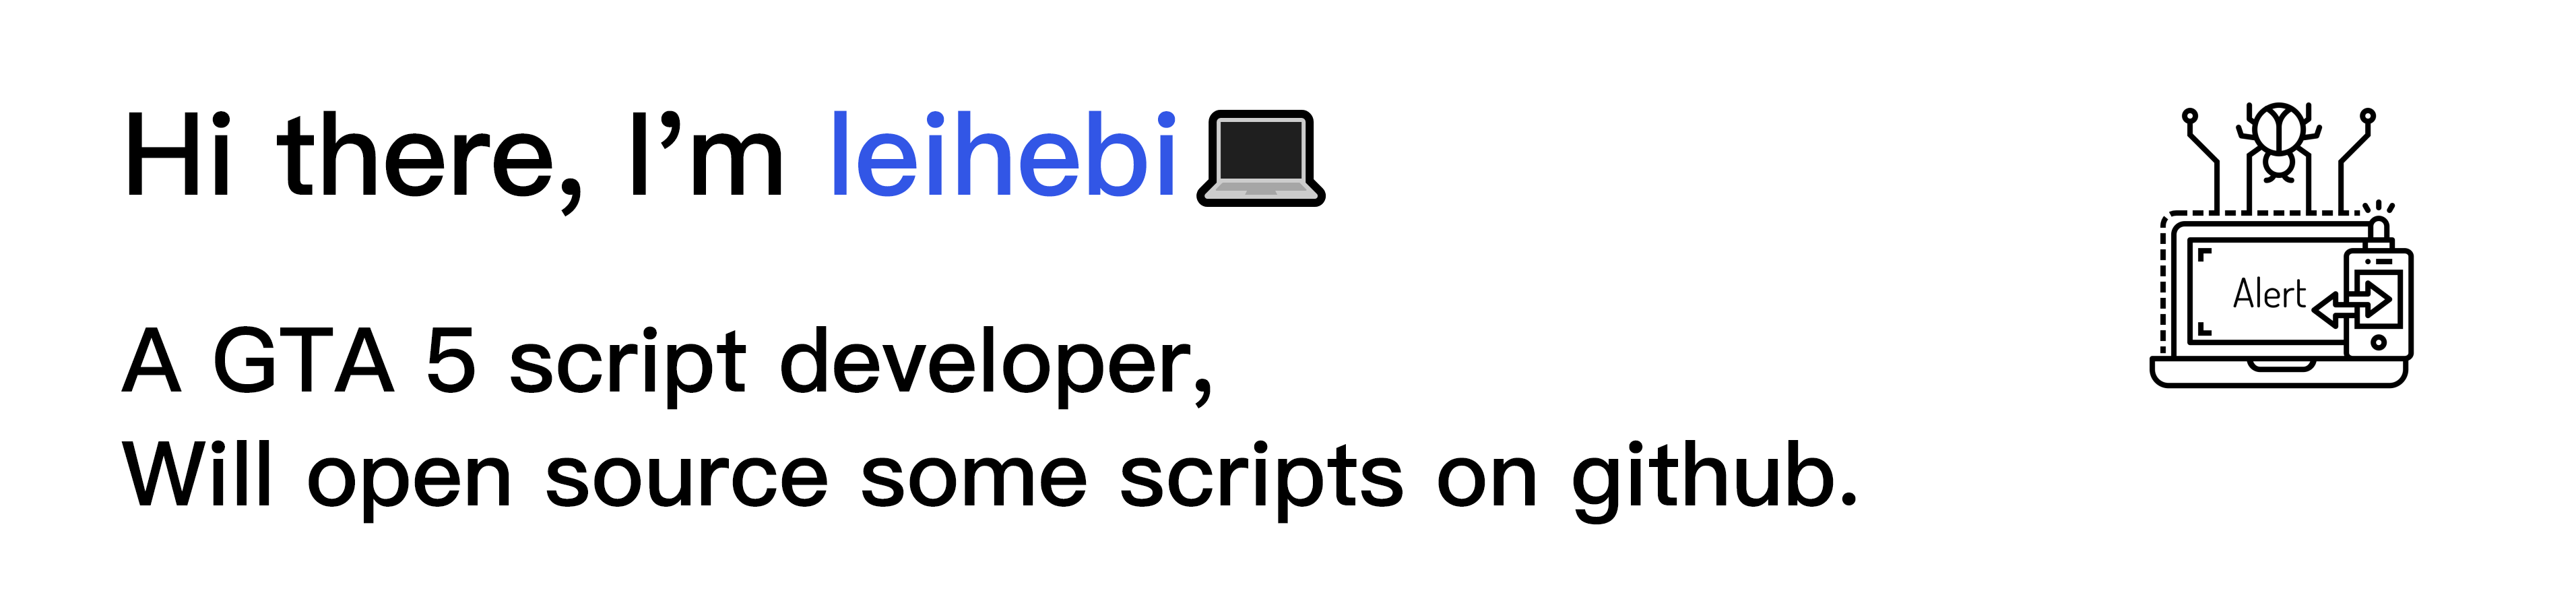 Hi there, I’m leihebi💻
A GTA 5 script developer,
Will open source some scripts on github.
Alert